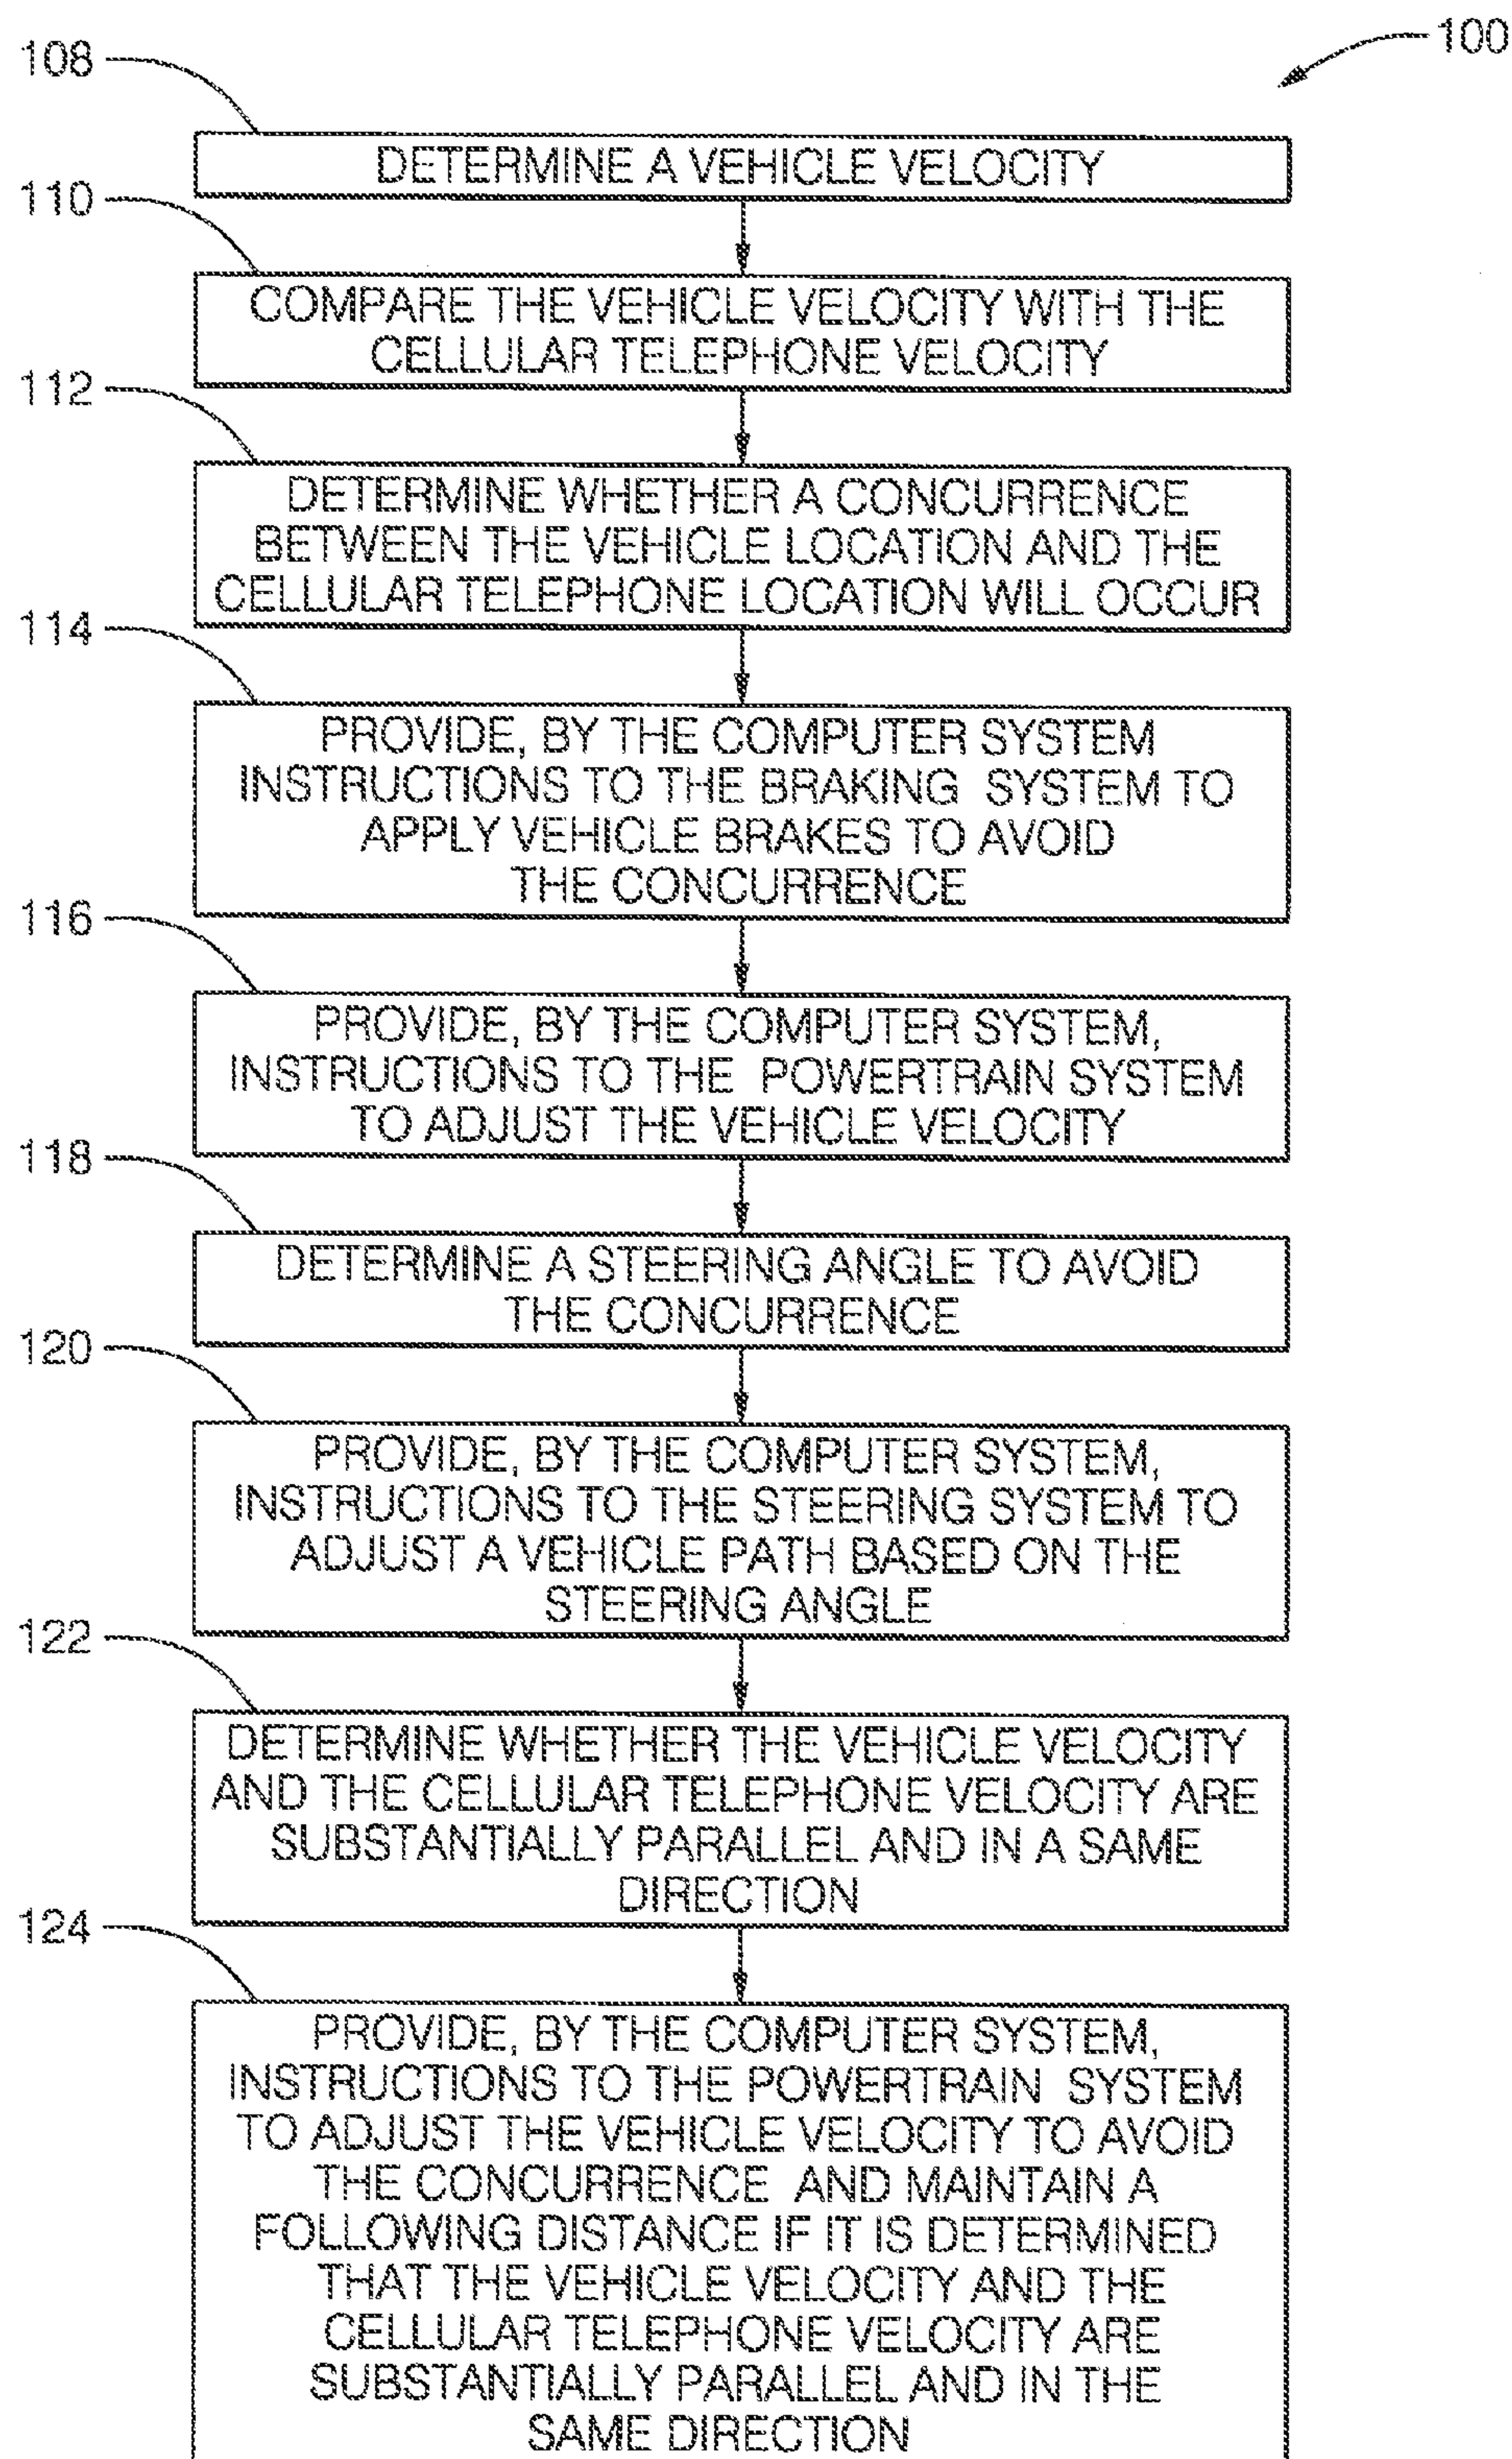 100
108
DETERMINE A VEHICLE VELOCITY
110
COMPARE THE VEHICLE VELOCITY WITH THE
CELLULAR TELEPHONE VELOCITY
112
DETERMINE WHETHER A CONCURRENCE
BETWEEN THE VEHICLE LOCATION AND THE
CELLULAR TELEPHONE LOCATION WILL OCCUR
114
PROVIDE, BY THE COMPUTER SYSTEM
INSTRUCTIONS TO THE BRAKING SYSTEM TO
APPLY VEHICLE BRAKES TO AVOID
THE CONCURRENCE
116
PROVIDE, BY THE COMPUTER SYSTEM,
INSTRUCTIONS TO THE POWERTRAIN SYSTEM
TO ADJUST THE VEHICLE VELOCITY
118
DETERMINE A STEERING ANGLE TO AVOID
THE CONCURRENCE
120
PROVIDE, BY THE COMPUTER SYSTEM,
INSTRUCTIONS TO THE STEERING SYSTEM TO
ADJUST A VEHICLE PATH BASED ON THE
STEERING ANGLE
122
DETERMINE WHETHER THE VEHICLE VELOCITY
AND THE CELLULAR TELEPHONE VELOCITY ARE
SUBSTANTIALLY PARALLEL AND IN A SAME
DIRECTION
124
PROVIDE, BY THE COMPUTER SYSTEM,
INSTRUCTIONS TO THE POWERTRAIN SYSTEM
TO ADJUST THE VEHICLE VELOCITY TO AVOID
THE CONCURRENCE AND MAINTAIN A
FOLLOWING DISTANCE IF IT IS DETERMINED
THAT THE VEHICLE VELOCITY AND THE
CELLULAR TELEPHONE VELOCITY ARE
SUBSTANTIALLY PARALLEL AND IN THE
SAME DIRECTION